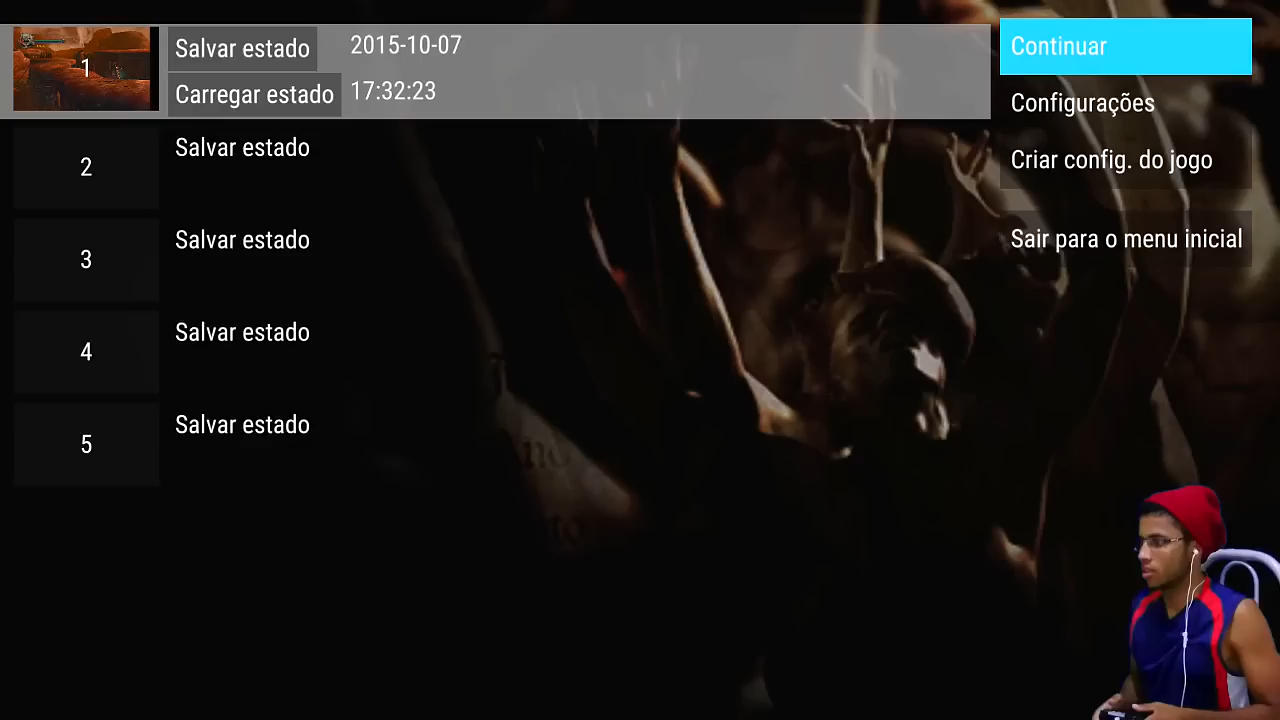 1
Salvar estado
2015-10-07
Carregar estado
17:32:23
2
Salvar estado
3
Salvar estado
4
Salvar estado
5
Salvar estado
Continuar
Configurações
Criar config. do jogo
Sair para o menu inicial